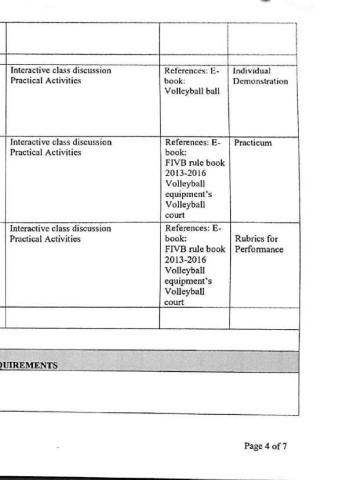 Interactive class discussion
Practical Activities
References: E-
book:
Volleyball ball
Individual
Demonstration
Interactive class discussion
Practical Activities
References: E-
book:
FIVB rule book
2013-2016
Volleyball
equipment's
Volleyball
court
Practicum
Interactive class discussion
Practical Activities
References: E-
book:
FIVB rule book
2013-2016
Volleyball
equipment's
Volleyball
court
Rubrics for
Performance
QUIREMENTS
Page 4 of 7